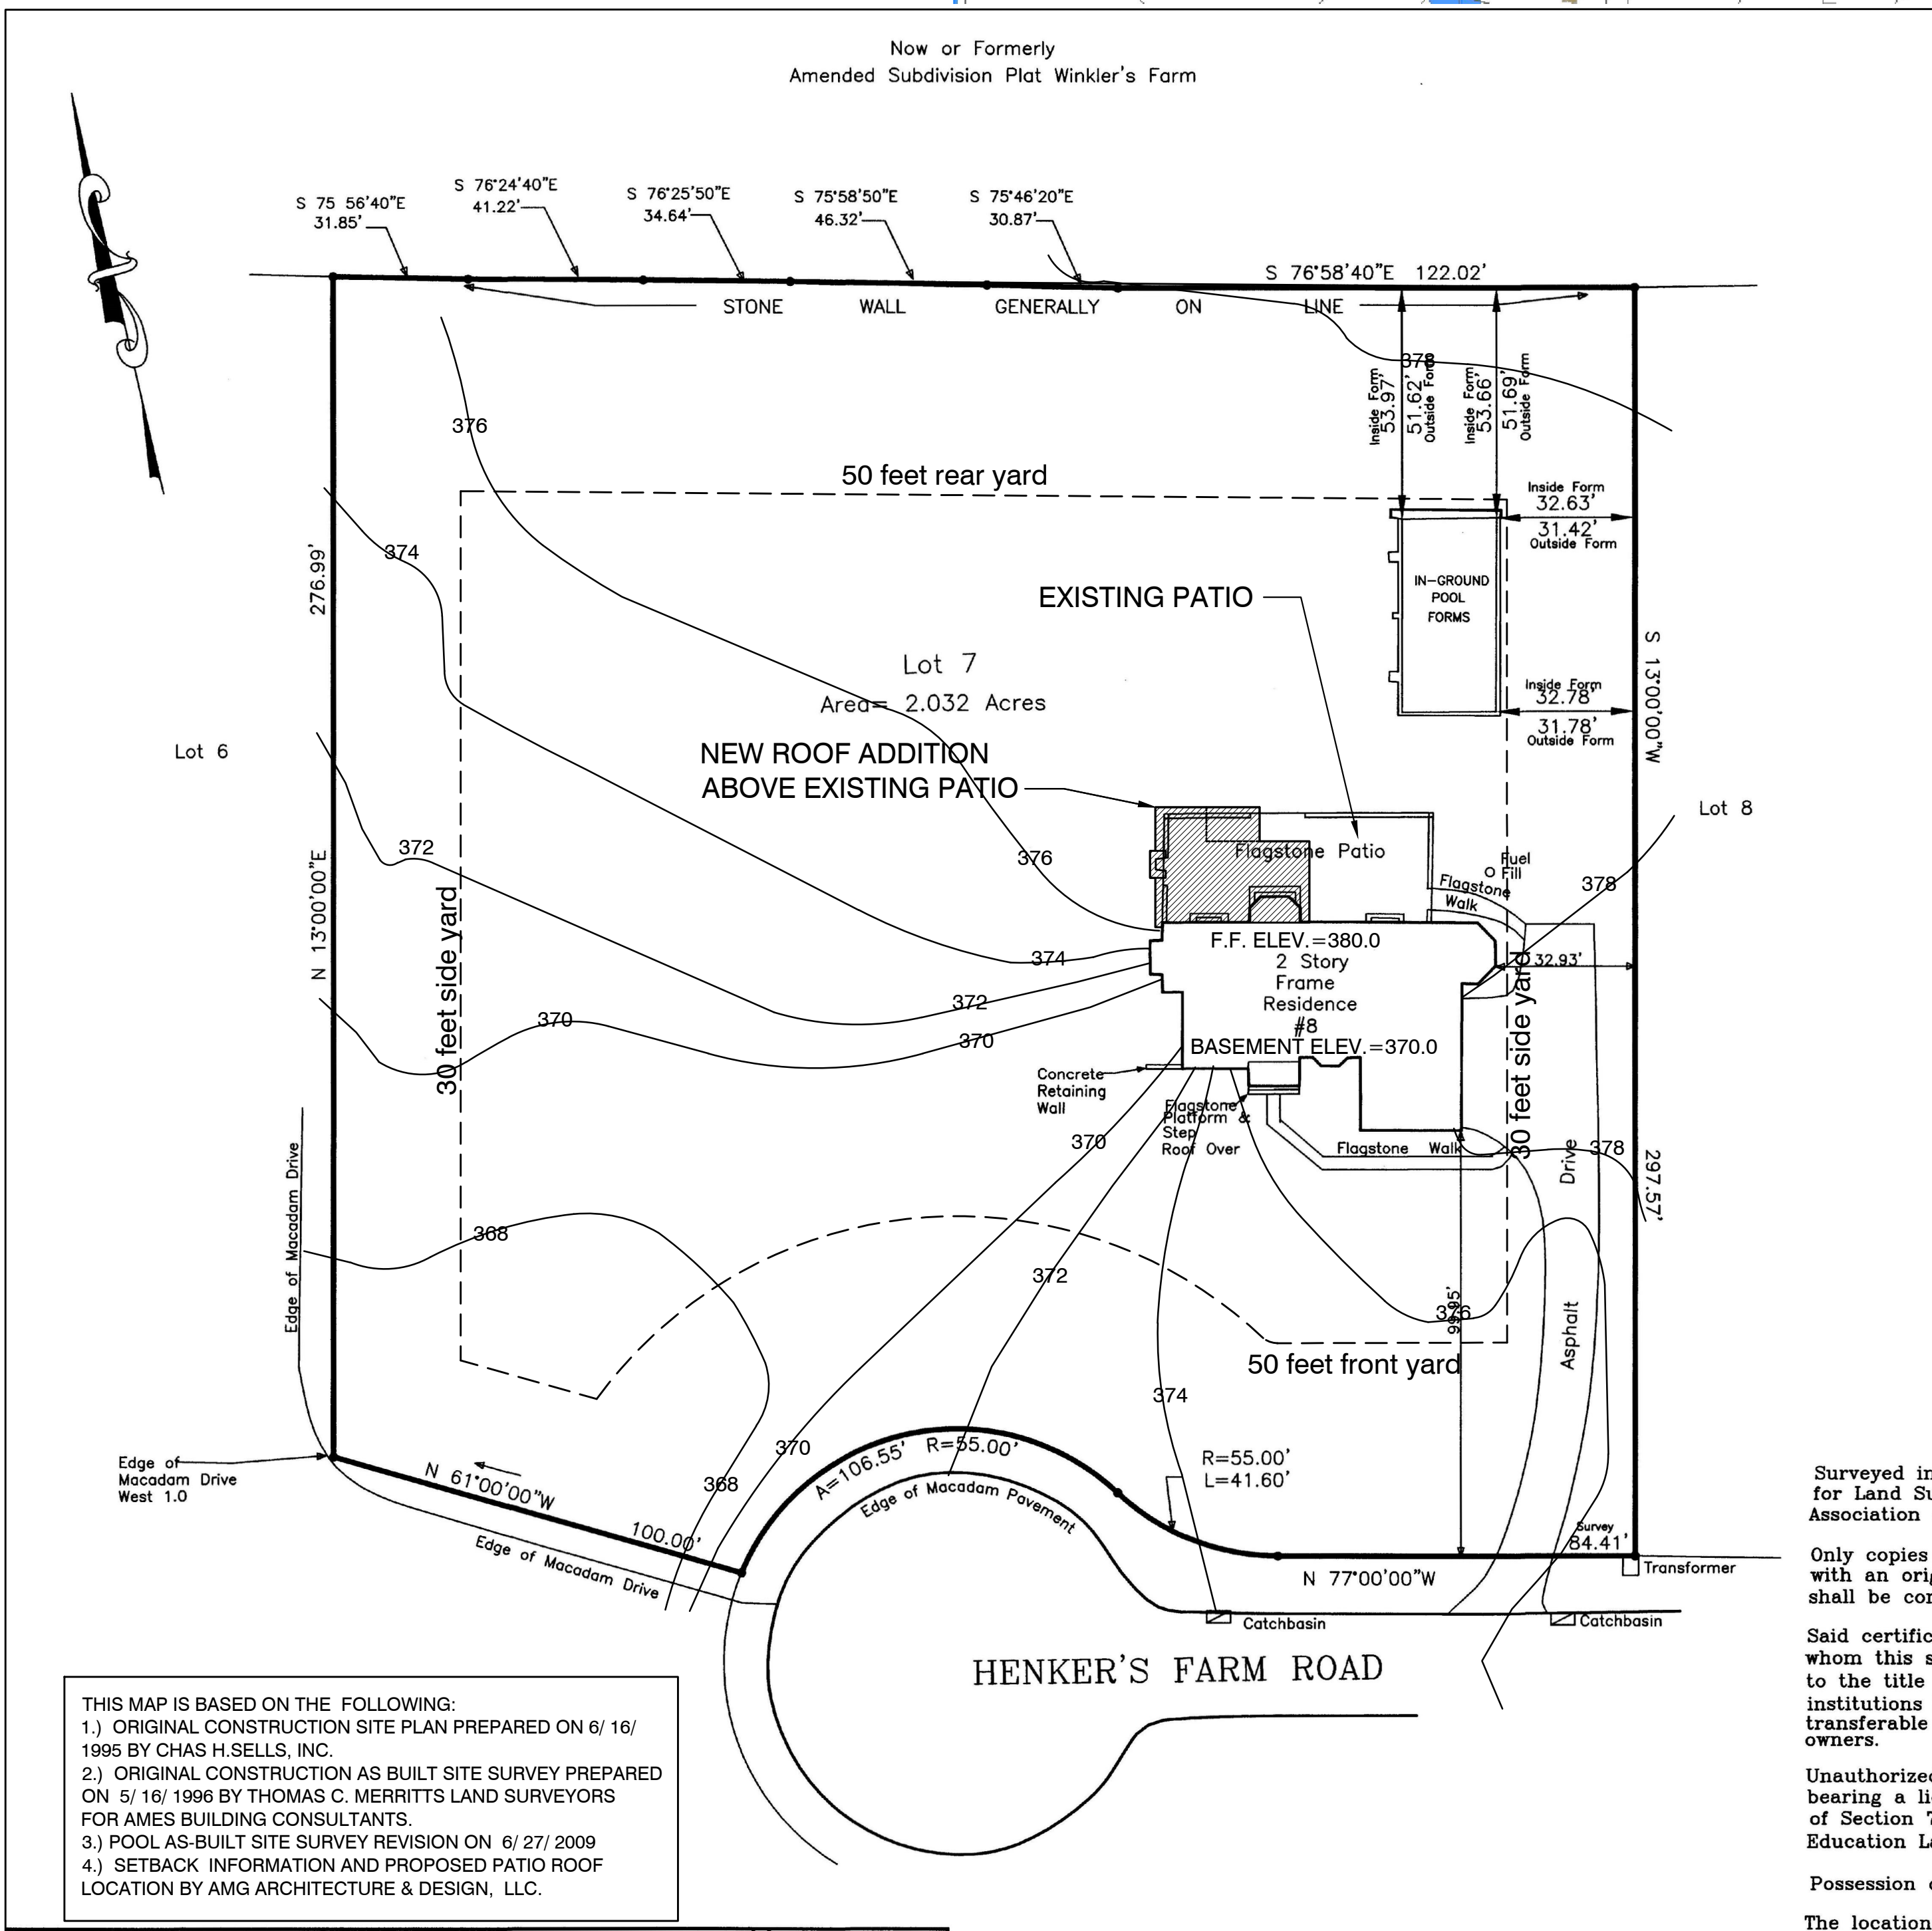 Now or Formerly
Amended Subdivision Plat Winkler's Farm
S 75 56'40"E
31.85'
S 76°24'40"E
41.22'
S 76°25'50"E
34.64'
S 75°58'50"E
46.32'
S 75°46'20"E
30.87'
S 76°58'40"E 122.02'
STONE WALL GENERALLY ON LINE
378
Inside Form
53.97'
51.62'
Outside Form
Inside Form
53.66'
51.69'
Outside Form
376
50 feet rear yard
Inside Form
32.63'
31.42'
Outside Form
374
276.99'
IN-GROUND
POOL
FORMS
EXISTING PATIO
Lot 7
Area= 2.032 Acres
S 13°00'00"W
Inside Form
32.78'
31.78'
Outside Form
Lot 6
NEW ROOF ADDITION
ABOVE EXISTING PATIO
Lot 8
372
376
Flagstone Patio
Fuel
Fill
Flagstone
Walk
378
N 13°00'00"E
30 feet side yard
374
F.F. ELEV.=380.0
2 Story
Frame
Residence
#8
BASEMENT ELEV.=370.0
32.93'
30 feet side yard
372
370
370
Concrete
Retaining
Wall
Flagstone
Platform &
Step
Roof Over
370
Flagstone Walk
Drive
378
297.57'
Edge of Macadam Drive
368
372
376
99.95'
Asphalt
50 feet front yard
374
370
368
A=106.55' R=55.00'
R=55.00'
L=41.60'
Edge of
Macadam Drive
West 1.0
N 61°00'00"W
100.00'
Edge of Macadam Drive
Edge of Macadam Pavement
Survey
84.41'
N 77°00'00"W
Transformer
Catchbasin
Catchbasin
HENKER'S FARM ROAD
THIS MAP IS BASED ON THE FOLLOWING:
1.) ORIGINAL CONSTRUCTION SITE PLAN PREPARED ON 6/ 16/
1995 BY CHAS H.SELLS, INC.
2.) ORIGINAL CONSTRUCTION AS BUILT SITE SURVEY PREPARED
ON 5/ 16/ 1996 BY THOMAS C. MERRITTS LAND SURVEYORS
FOR AMES BUILDING CONSULTANTS.
3.) POOL AS-BUILT SITE SURVEY REVISION ON 6/ 27/ 2009
4.) SETBACK INFORMATION AND PROPOSED PATIO ROOF
LOCATION BY AMG ARCHITECTURE & DESIGN, LLC.
Surveyed
for Land
Association
Only copies
with an
shall be
Said
whom this
to the title
institutions
transferable
owners.
bearing a
of Section
Education
Possession
The location